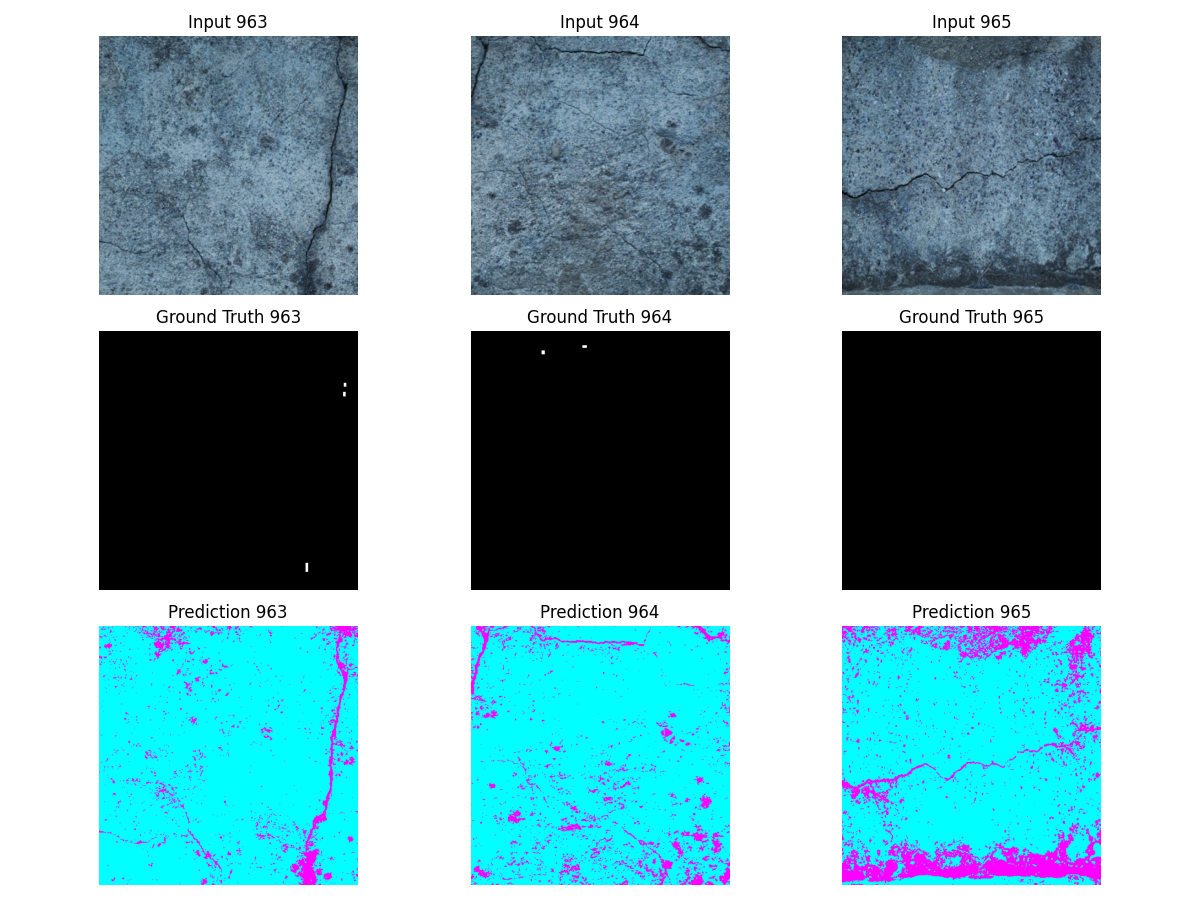 Input 963
Input 964
Input 965
Ground Truth 963
Ground Truth 964
Ground Truth 965
Prediction 963
Prediction 964
Prediction 965